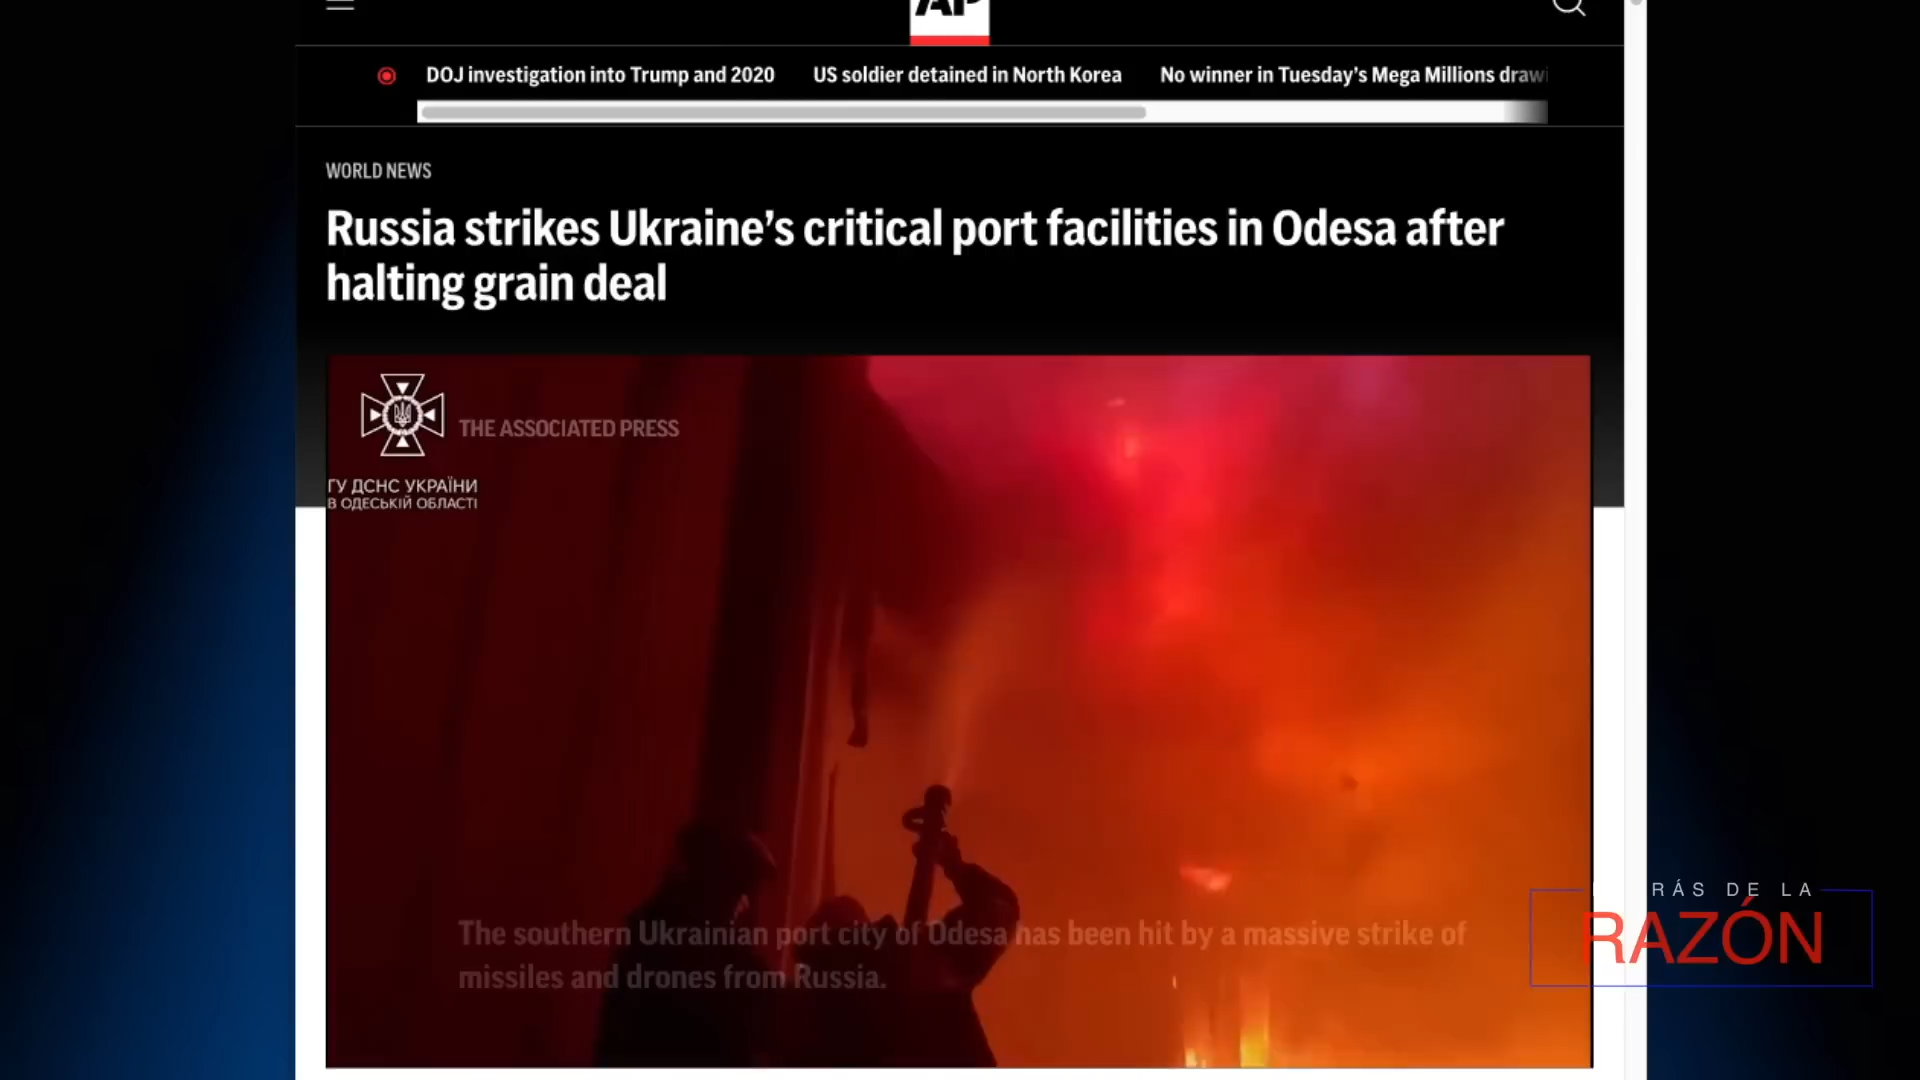 AP
DOJ investigation into Trump and 2020 US soldier detained in North Korea No winner in Tuesday's Mega Millions drawi
WORLD NEWS
Russia strikes Ukraine’s critical port facilities in Odesa after
halting grain deal
THE ASSOCIATED PRESS
ГУ ДСНС УКРАЇНИ
В ОДЕСЬКІЙ ОБЛАСТІ
The southern Ukrainian port city of Odesa has been hit by a massive strike of
missiles and drones from Russia.
RÁS DE LA
RAZÓN